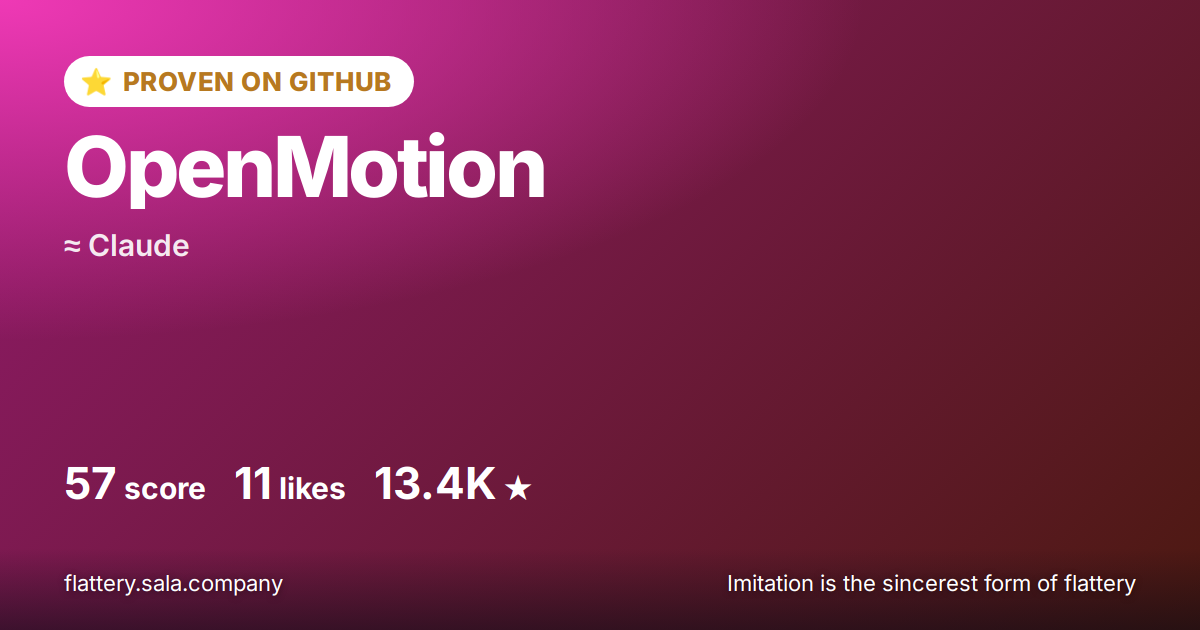 ⭐ PROVEN ON GITHUB
OpenMotion
≈ Claude
57 score 11 likes 13.4K ★
flattery.sala.company
Imitation is the sincerest form of flattery